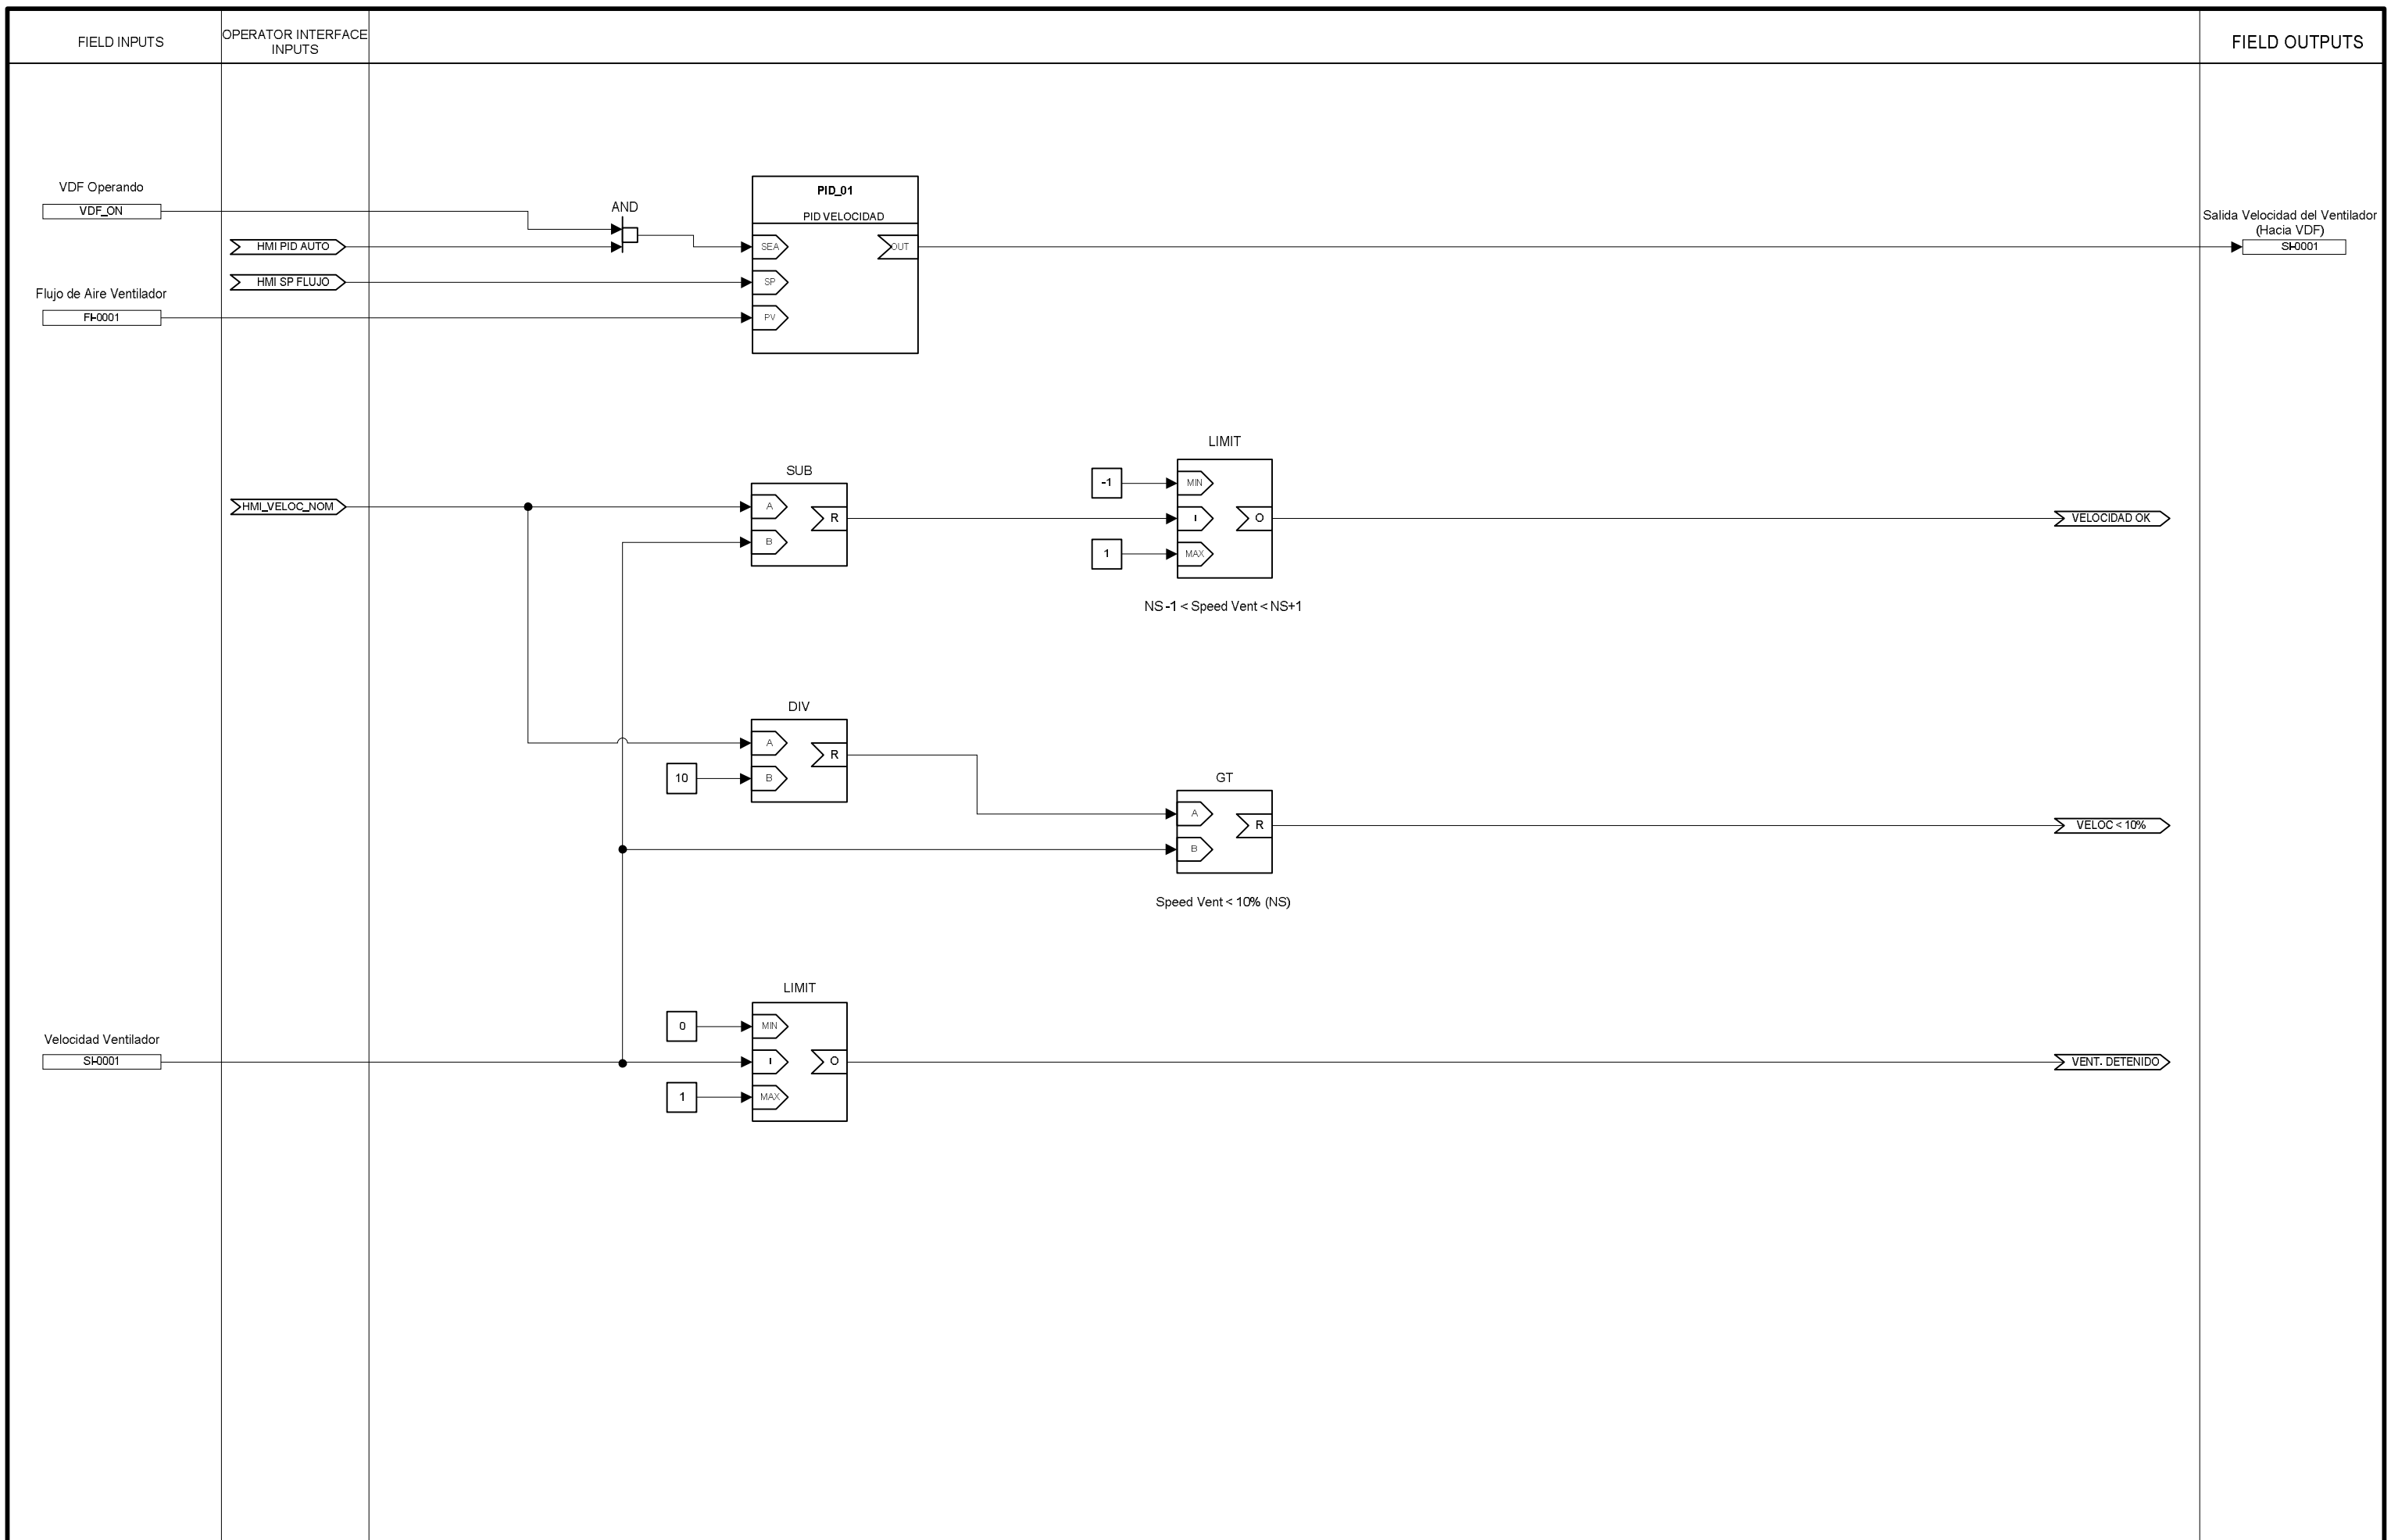 FIELD INPUTS
OPERATOR INTERFACE
INPUTS
FIELD OUTPUTS
VDF Operando
VDF_ON
HMI PID AUTO
HMI SP FLUJO
Flujo de Aire Ventilador
FI-0001
AND
PID_01
PID VELOCIDAD
SEA
OUT
SP
PV
Salida Velocidad del Ventilador
(Hacia VDF)
SI-0001
HMI_VELOC_NOM
SUB
A
R
B
LIMIT
-1
MIN
I
O
1
MAX
VELOCIDAD OK
NS -1 < Speed Vent < NS+1
DIV
A
R
10
B
GT
A
R
B
VELOC < 10%
Speed Vent < 10% (NS)
Velocidad Ventilador
SI-0001
LIMIT
0
MIN
I
O
1
MAX
VENT. DETENIDO